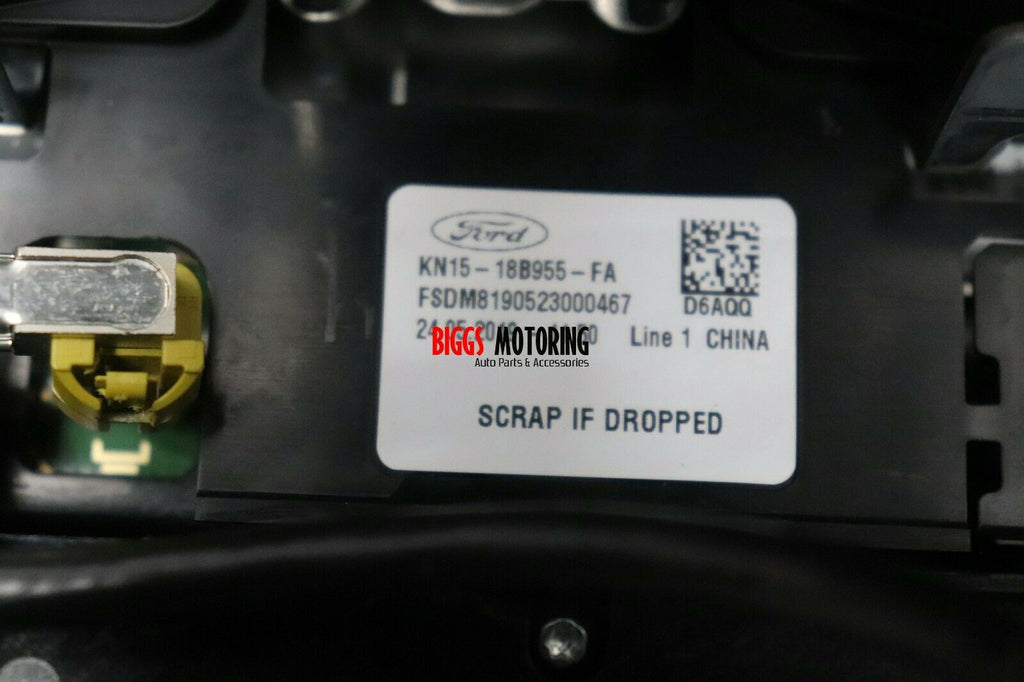 Ford
KN15-18B955-FA
FSDM8190523000467
D6AQQ
Line 1 CHINA
BIGGS MOTORING
Auto Parts & Accessories
SCRAP IF DROPPED